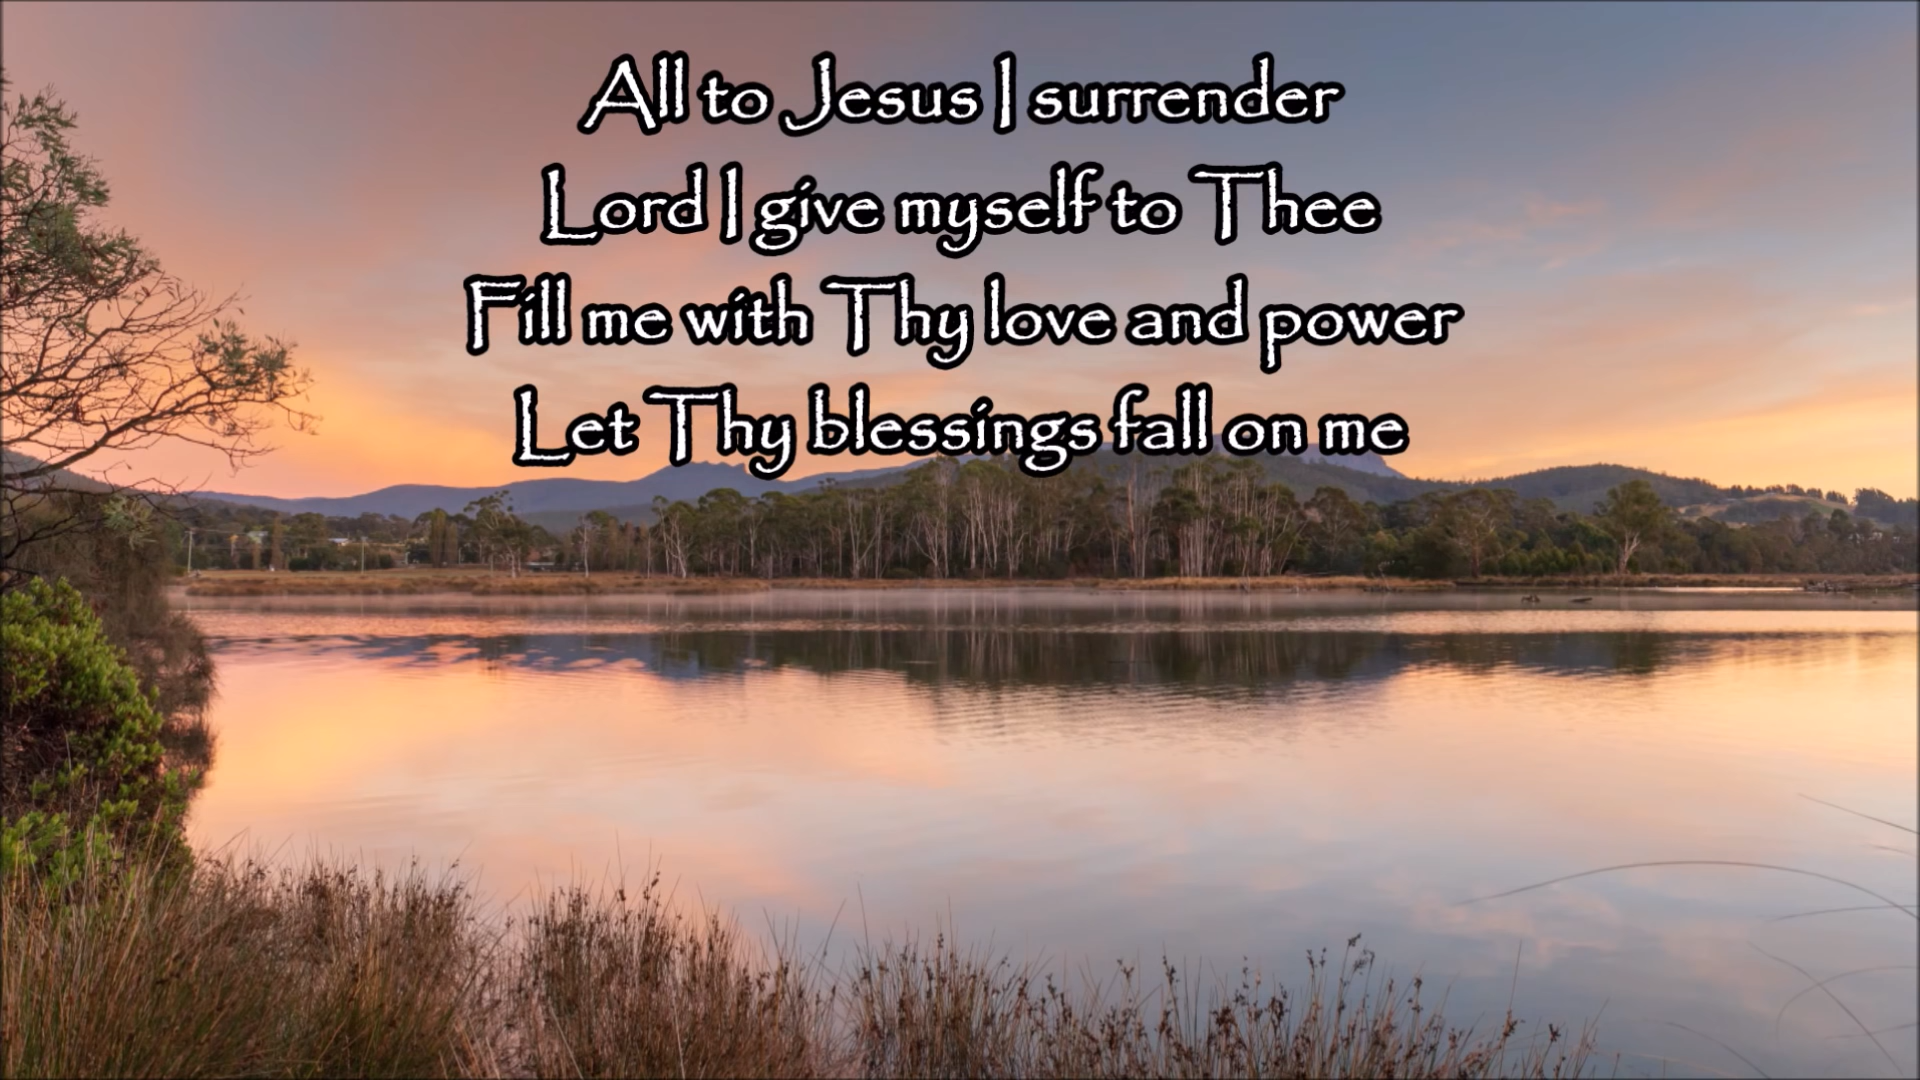 All to Jesus I surrender
Lord I give myself to Thee
Fill me with Thy love and power
Let Thy blessings fall on me